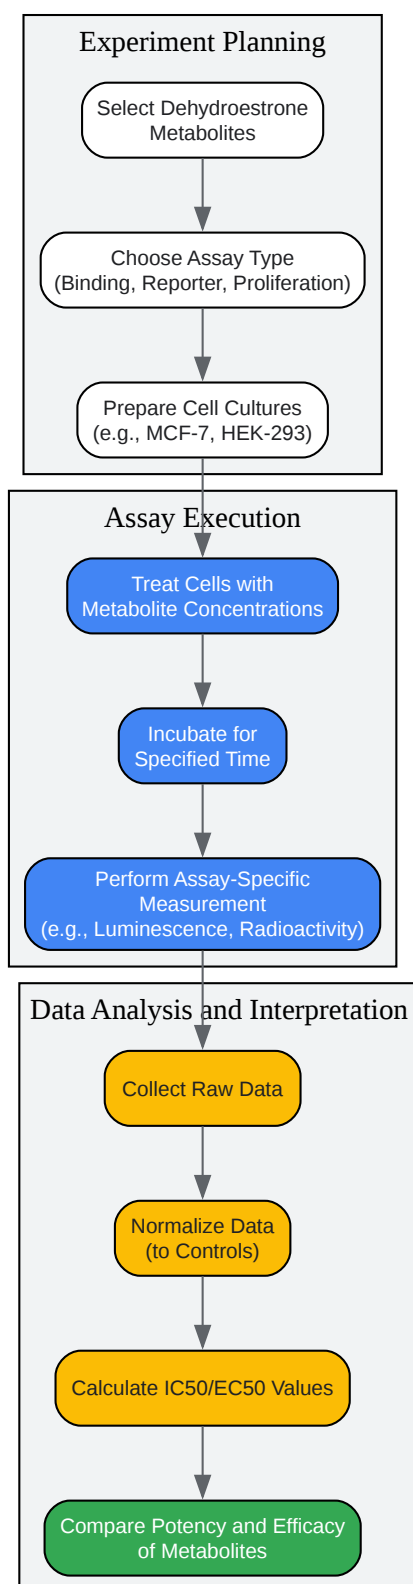 Experiment Planning
Select Dehydroestrone
Metabolites
Choose Assay Type
(Binding, Reporter, Proliferation)
Prepare Cell Cultures
(e.g., MCF-7, HEK-293)
Assay Execution
Treat Cells with
Metabolite Concentrations
Incubate for
Specified Time
Perform Assay-Specific
Measurement
(e.g., Luminescence, Radioactivity)
Data Analysis and Interpretation
Collect Raw Data
Normalize Data
(to Controls)
Calculate IC50/EC50 Values
Compare Potency and Efficacy
of Metabolites